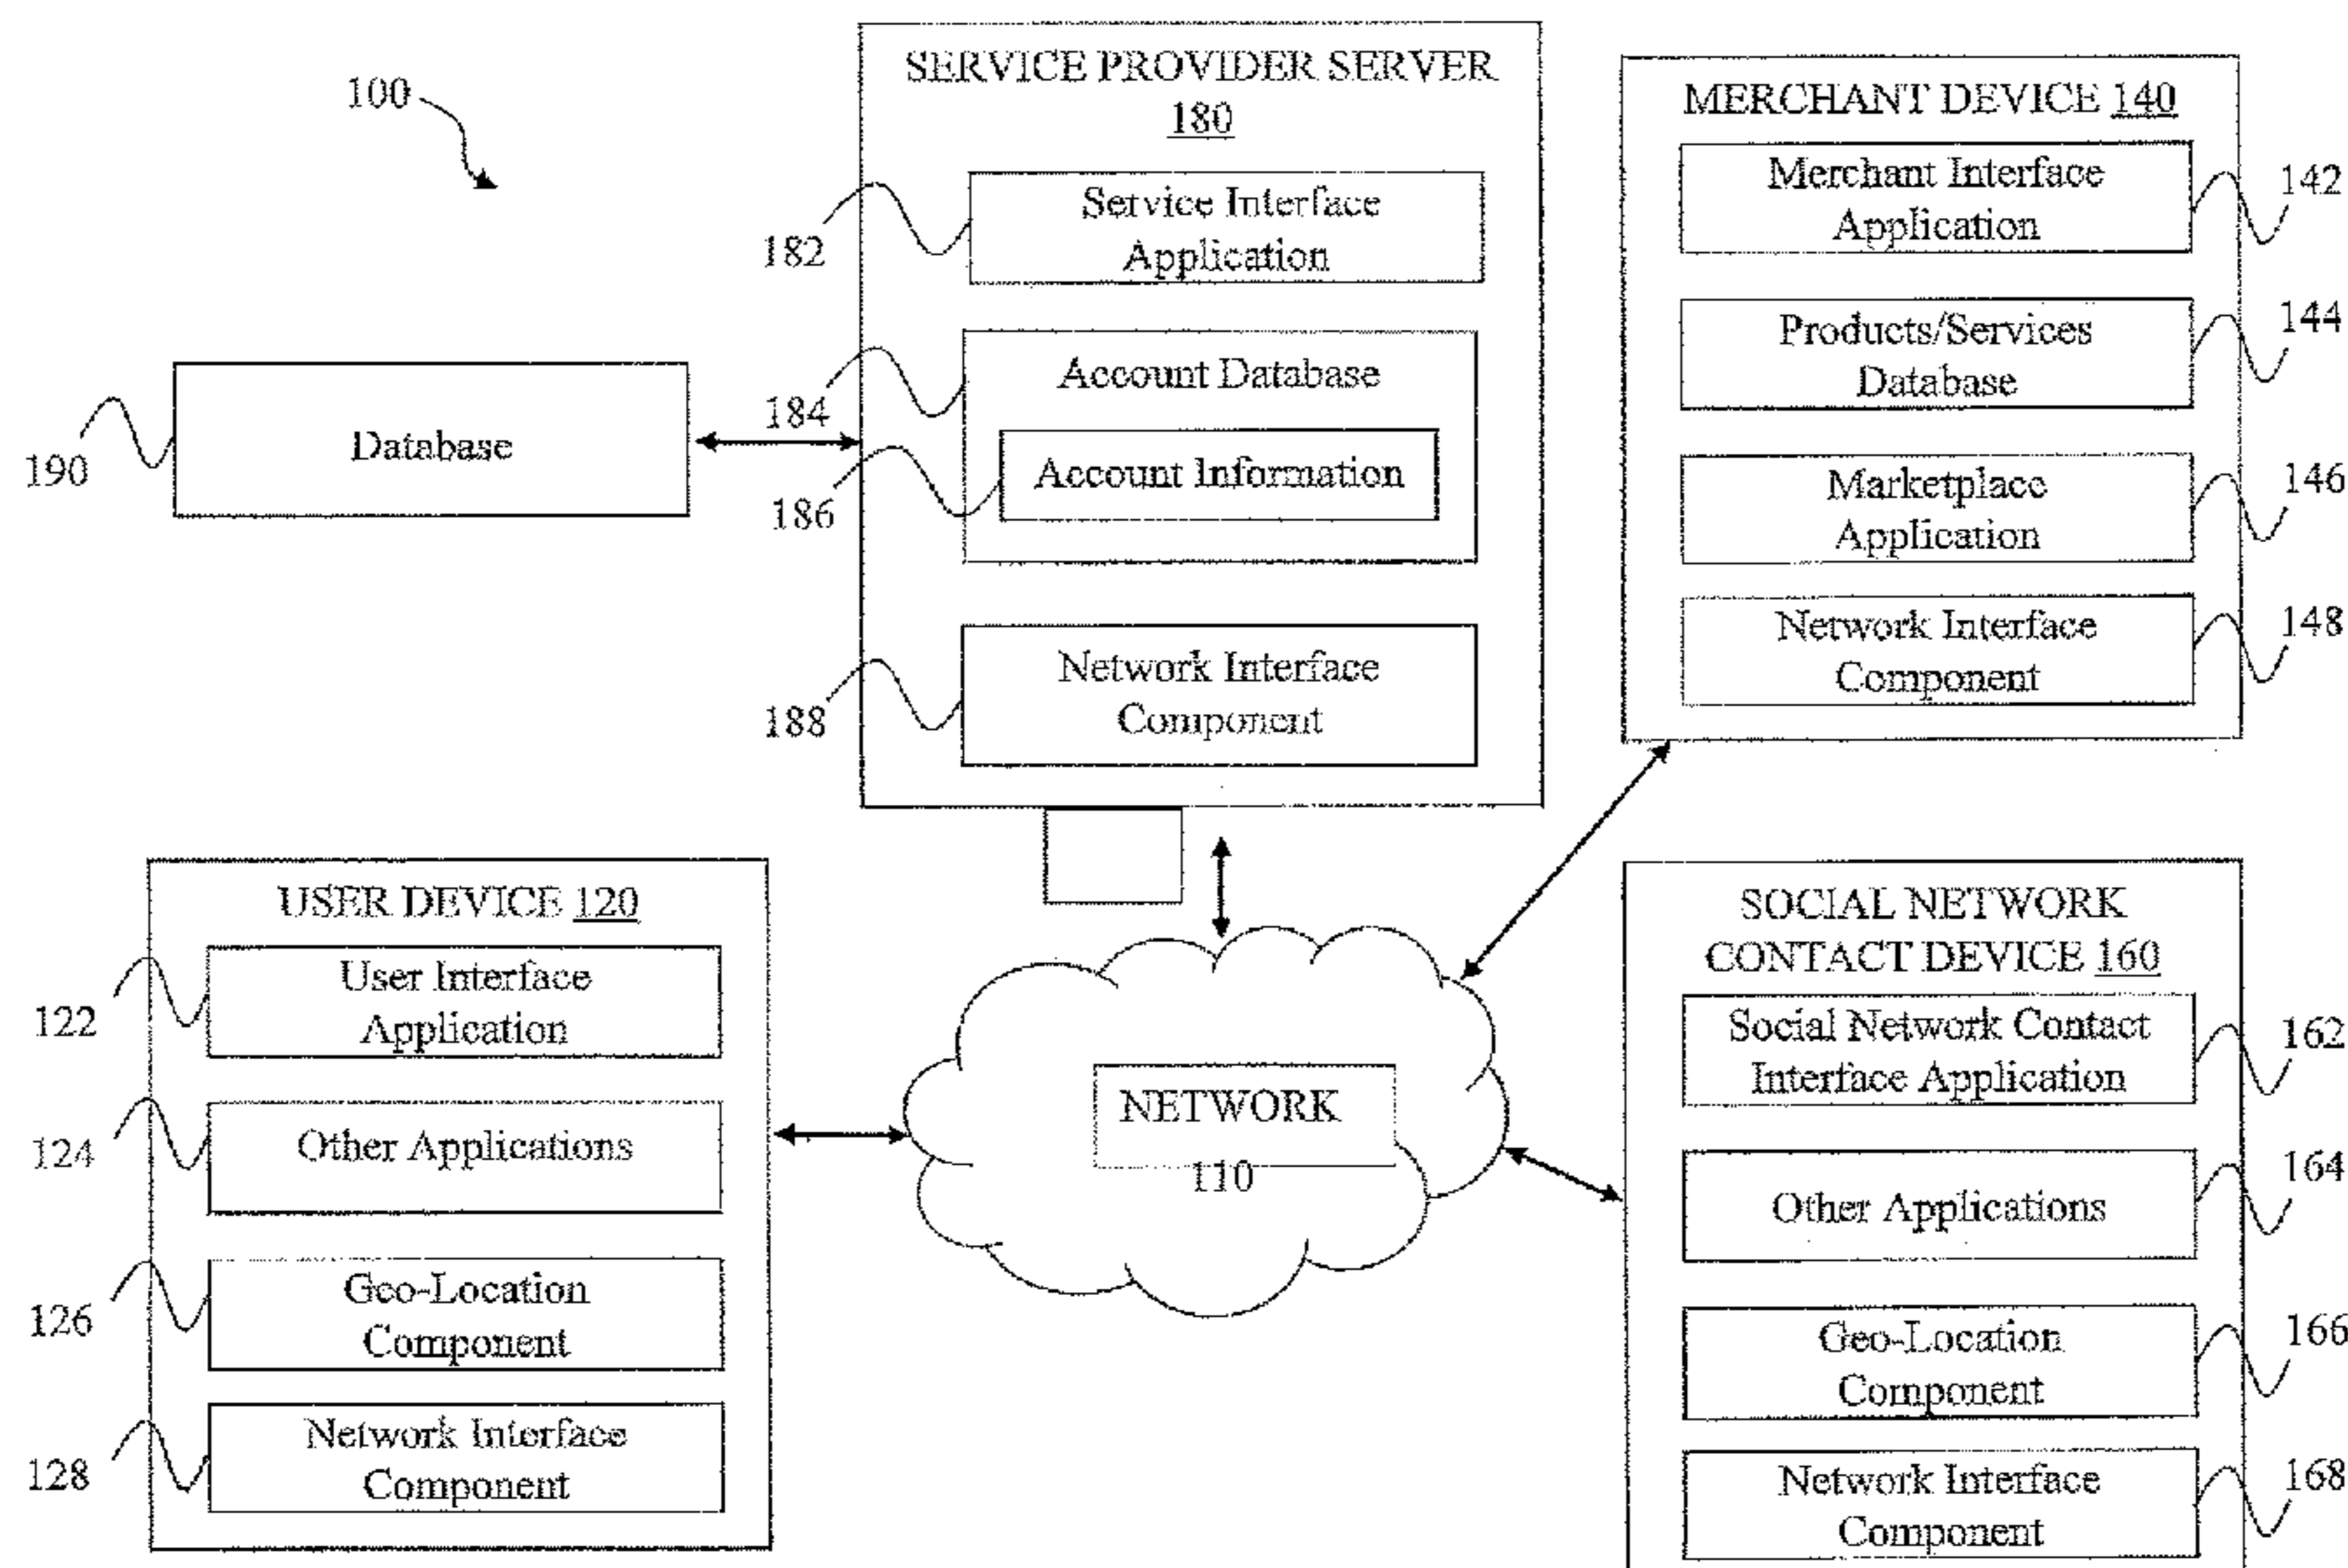 100
SERVICE PROVIDER SERVER
180
182
Service Interface
Application
184
Account Database
186
Account Information
188
Network Interface
Component
190
Database
MERCHANT DEVICE 140
Merchant Interface
Application
142
Products/Services
Database
144
Marketplace
Application
146
Network Interface
Component
148
USER DEVICE 120
122
User Interface
Application
124
Other Applications
126
Geo-Location
Component
128
Network Interface
Component
NETWORK
110
SOCIAL NETWORK
CONTACT DEVICE 160
Social Network Contact
Interface Application
162
Other Applications
164
Geo-Location
Component
166
Network Interface
Component
168